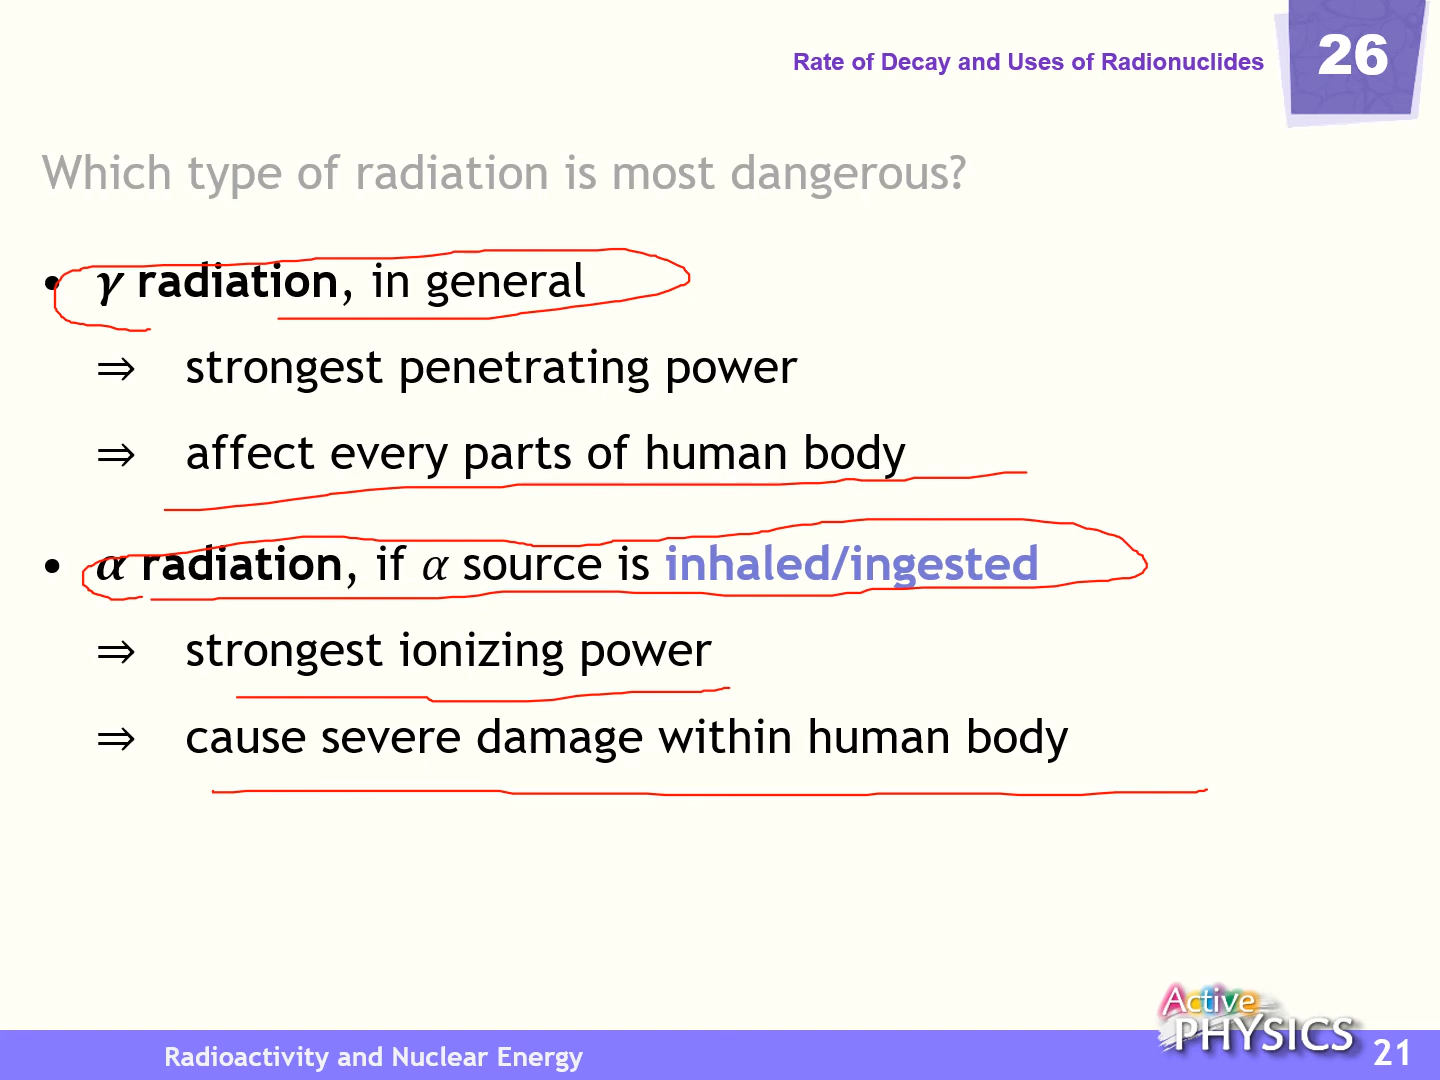 Rate of Decay and Uses of Radionuclides
26
Which type of radiation is most dangerous?
• γ radiation, in general
⇒ strongest penetrating power
⇒ affect every parts of human body
• α radiation, if α source is inhaled/ingested
⇒ strongest ionizing power
⇒ cause severe damage within human body
Active
PHYSICS
Radioactivity and Nuclear Energy
21